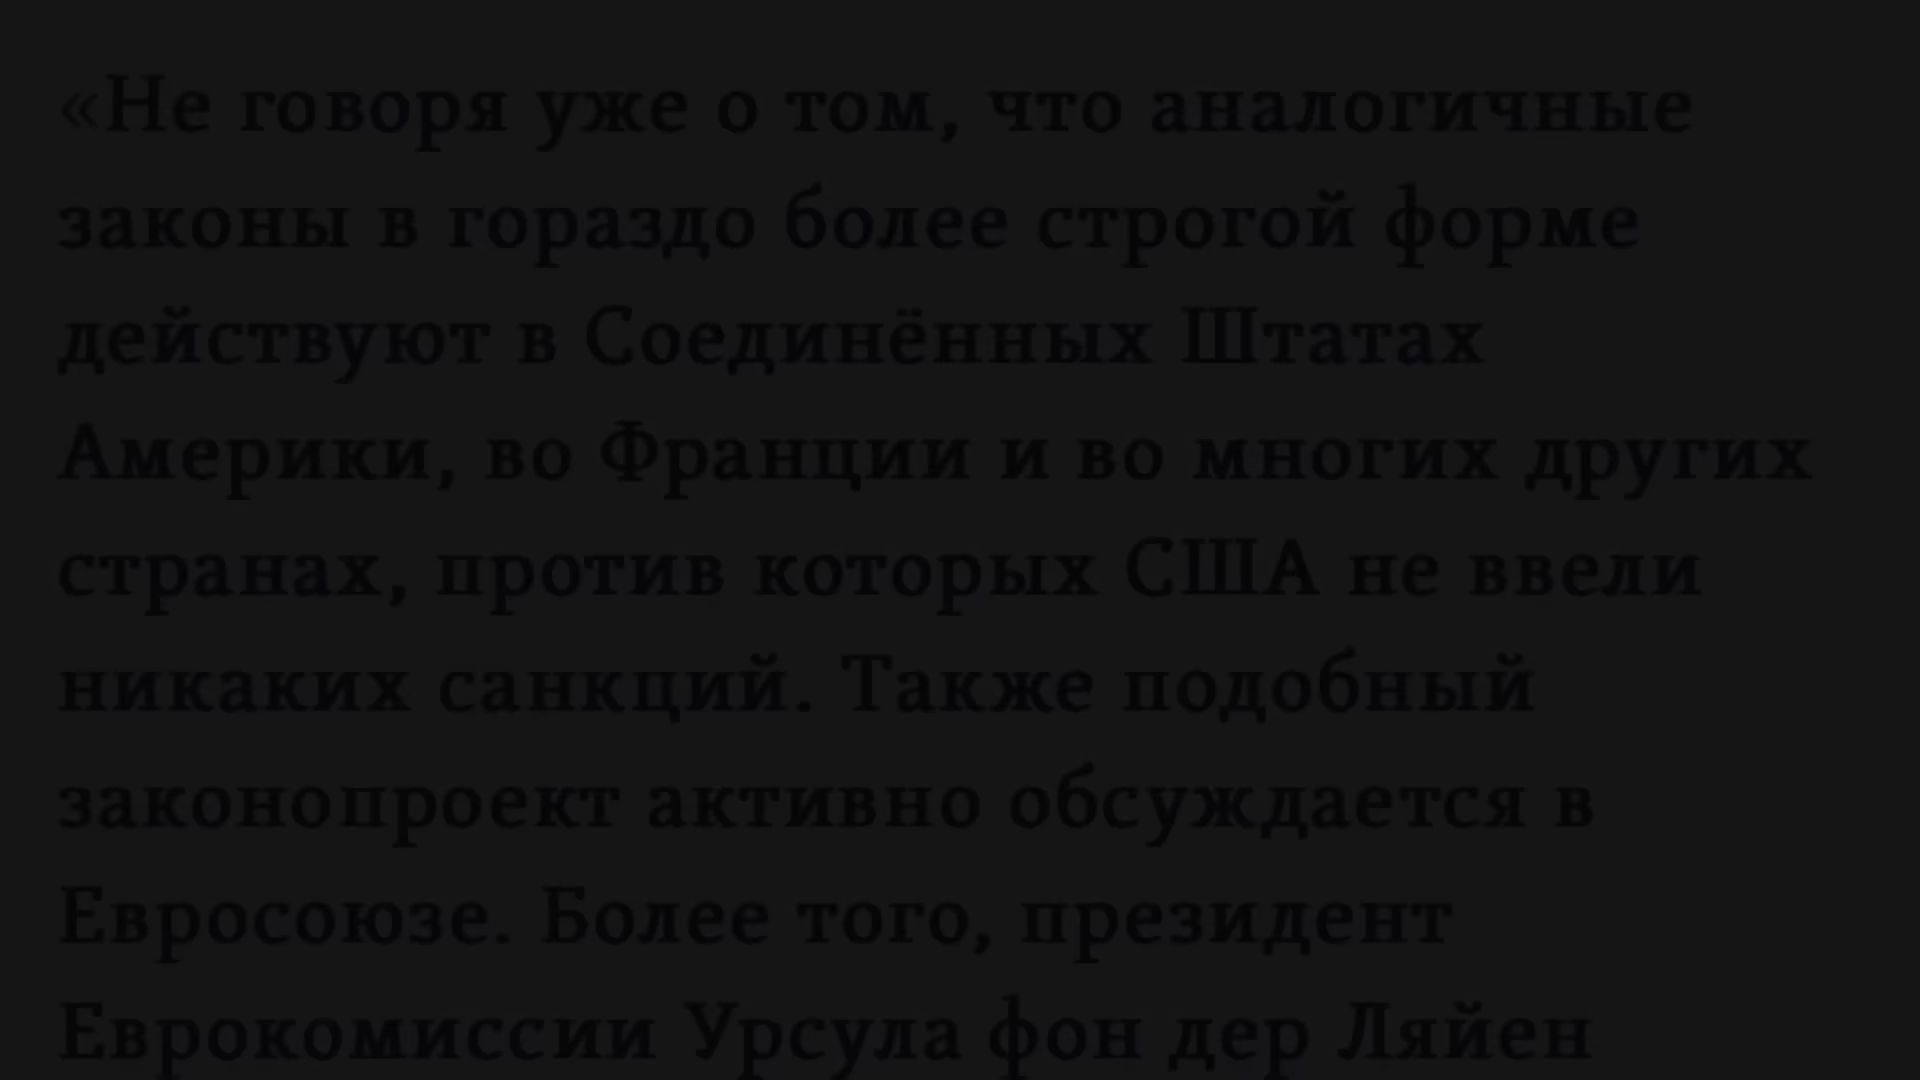 «Не говоря уже о том, что аналогичные
законы в гораздо более строгой форме
действуют в Соединённых Штатах
Америки, во Франции и во многих других
странах, против которых США не ввели
никаких санкций. Также подобный
законопроект активно обсуждается в
Евросоюзе. Более того, президент
Еврокомиссии Урсула фон дер Ляйен